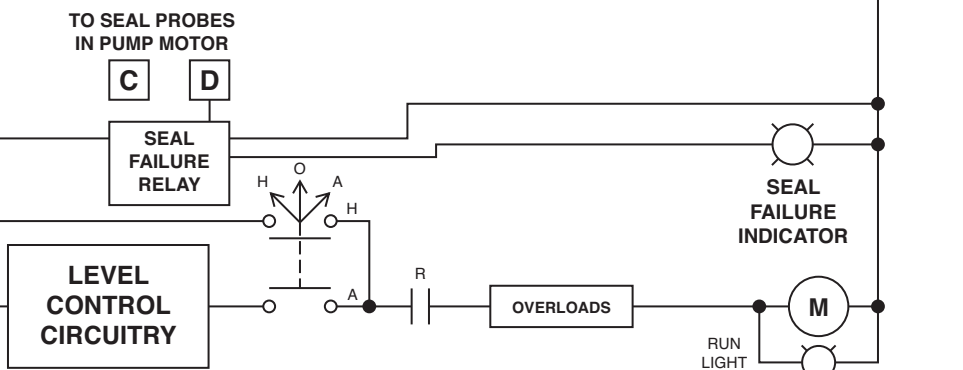 TO SEAL PROBES
IN PUMP MOTOR
C
D
SEAL
FAILURE
RELAY
O
H
A
H
SEAL
FAILURE
INDICATOR
LEVEL
CONTROL
CIRCUITRY
A
R
OVERLOADS
M
RUN
LIGHT